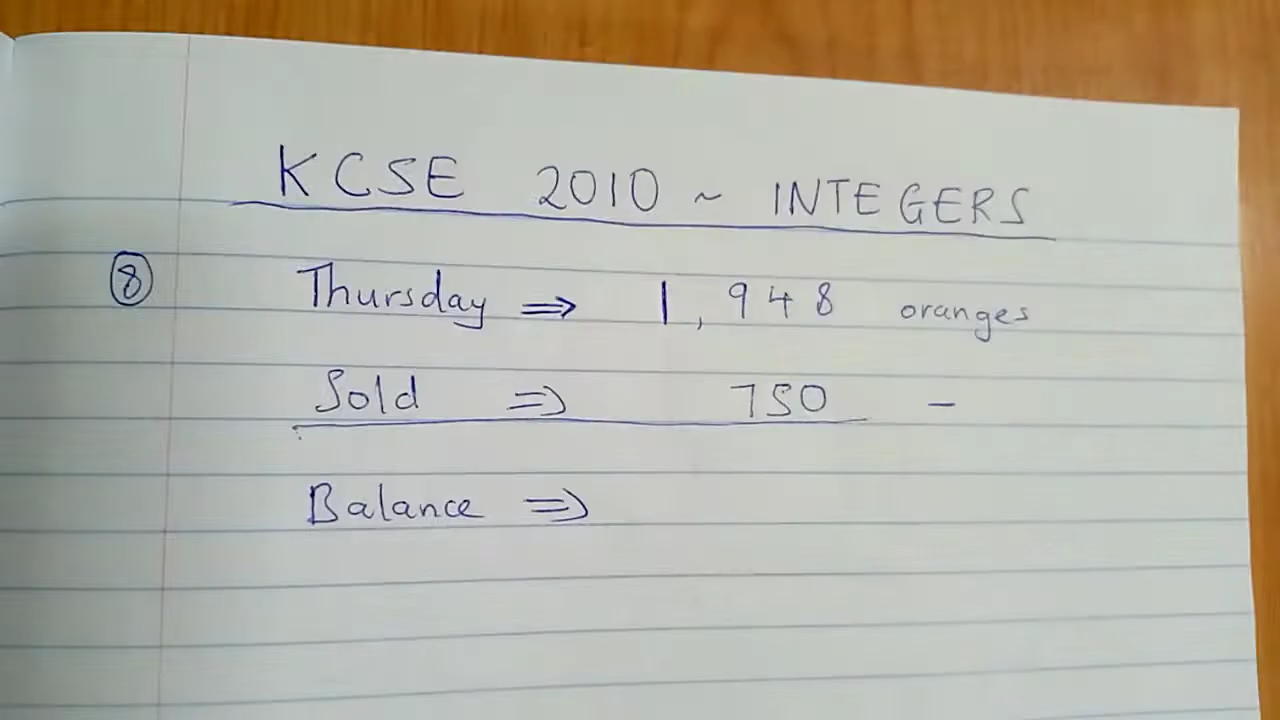 KCSE 2010 ~ INTEGERS
8 Thursday ⇒ 1,948 oranges
Sold ⇒ 750 -
Balance ⇒